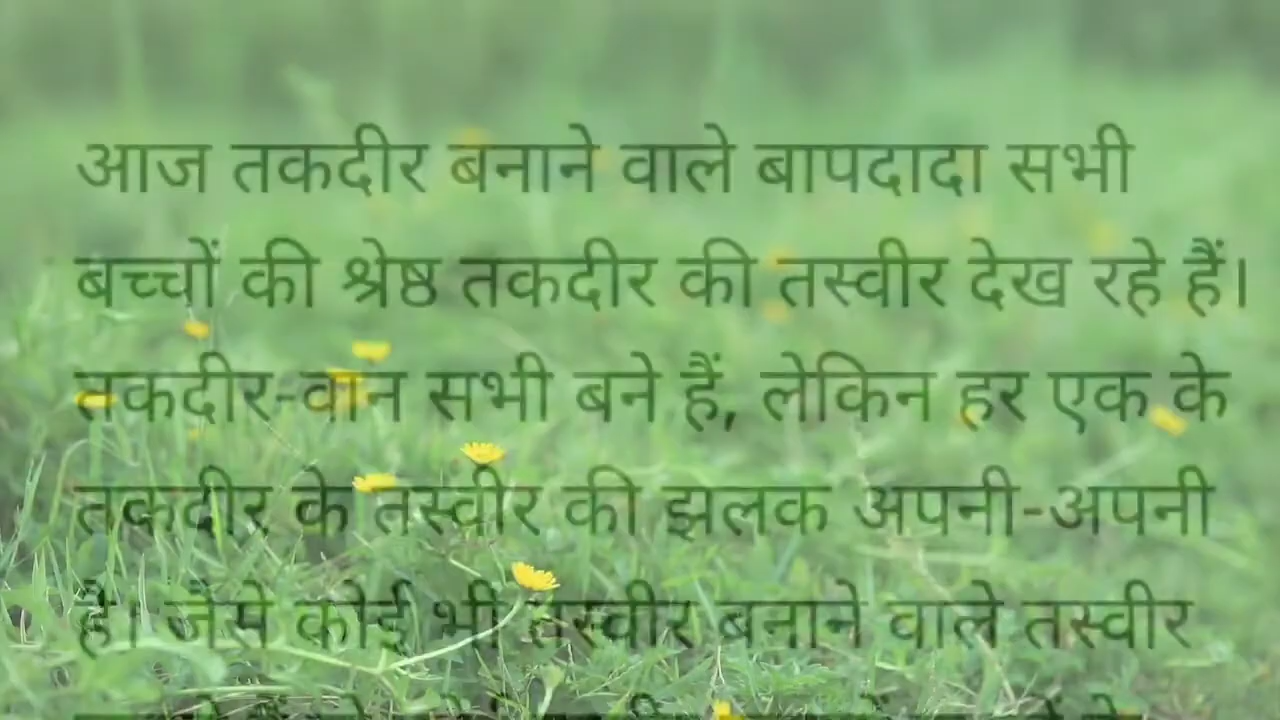 आज तकदीर बनाने वाले बापदादा सभी
बच्चों की श्रेष्ठ तकदीर की तस्वीर देख रहे हैं।
तकदीर-वान सभी बने हैं, लेकिन हर एक के
तकदीर के तस्वीर की झलक अपनी-अपनी
है। जैसे कोई भी तस्वीर बनाने वाले तस्वीर